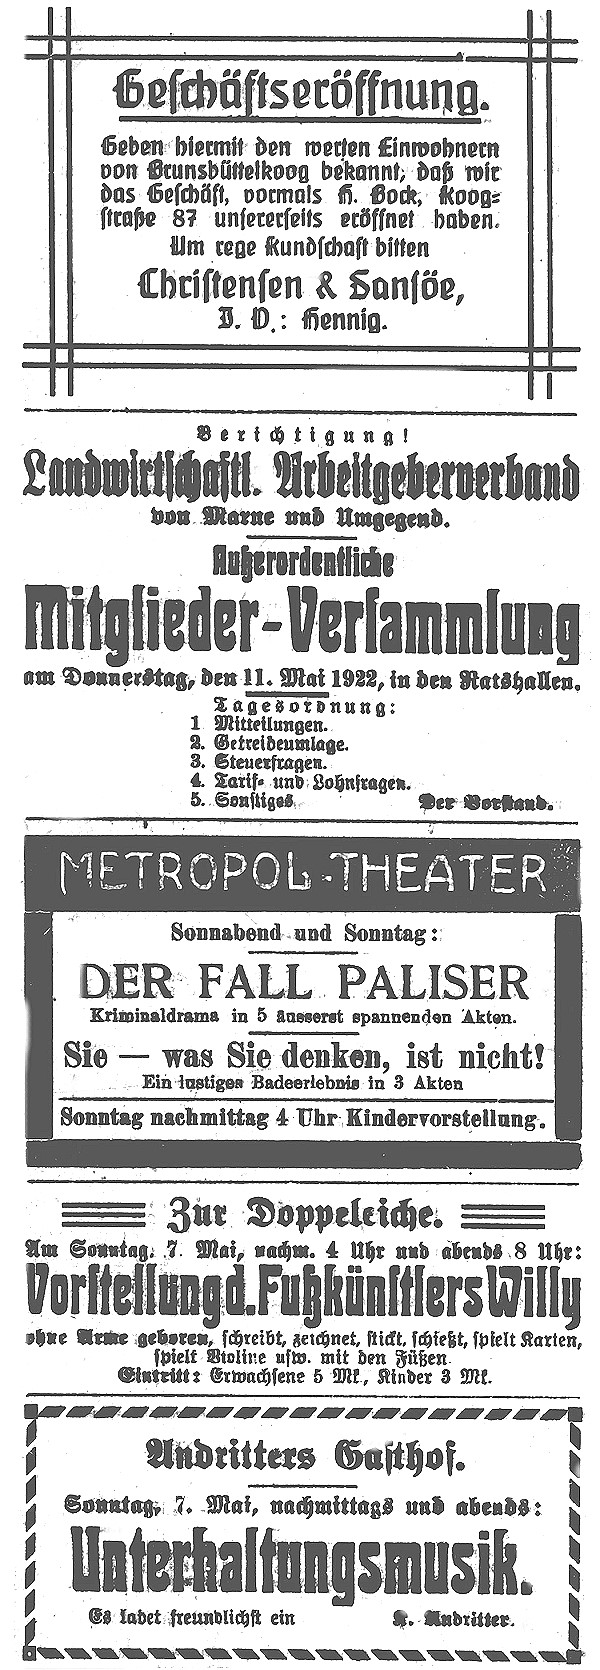 Geschäftseröffnung.
Geben hiermit den werten Einwohnern
von Brunsbüttelkoog bekannt, daß wir
das Geschäft, vormals H. Bock, Koog-
straße 87 unsererseits eröffnet haben.
Um rege Kundschaft bitten
Christensen & Sansöe,
I. V.: Hennig.
Berichtigung!
Landwirtschaftl. Arbeitgeberverband
von Marne und Umgegend.
Außerordentliche
Mitglieder-Versammlung
am Donnerstag, den 11. Mai 1922, in den Ratshallen.
Tagesordnung:
1 Mitteilungen.
2. Getreideumlage.
3. Steuerfragen.
4. Tarif- und Lohnfragen.
5. Sonstiges Der Vorstand.
METROPOL-THEATER
Sonnabend und Sonntag:
DER FALL PALISER
Kriminaldrama in 5 äusserst spannenden Akten.
Sie — was Sie denken, ist nicht!
Ein lustiges Badeerlebnis in 3 Akten
Sonntag nachmittag 4 Uhr Kindervorstellung.
Zur Doppeleiche.
Am Sonntag, 7. Mai, nachm. 4 Uhr und abends 8 Uhr:
Vorstellung d. Fußkünstlers Willy
ohne Arme geboren, schreibt, zeichnet, stickt, schießt, spielt Karten,
spielt Violine usw. mit den Füßen.
Eintritt: Erwachsene 5 Mk., Kinder 3 Mk.
Andritters Gasthof.
Sonntag, 7. Mai, nachmittags und abends:
Unterhaltungsmusik.
Es ladet freundlichst ein K. Andritter.